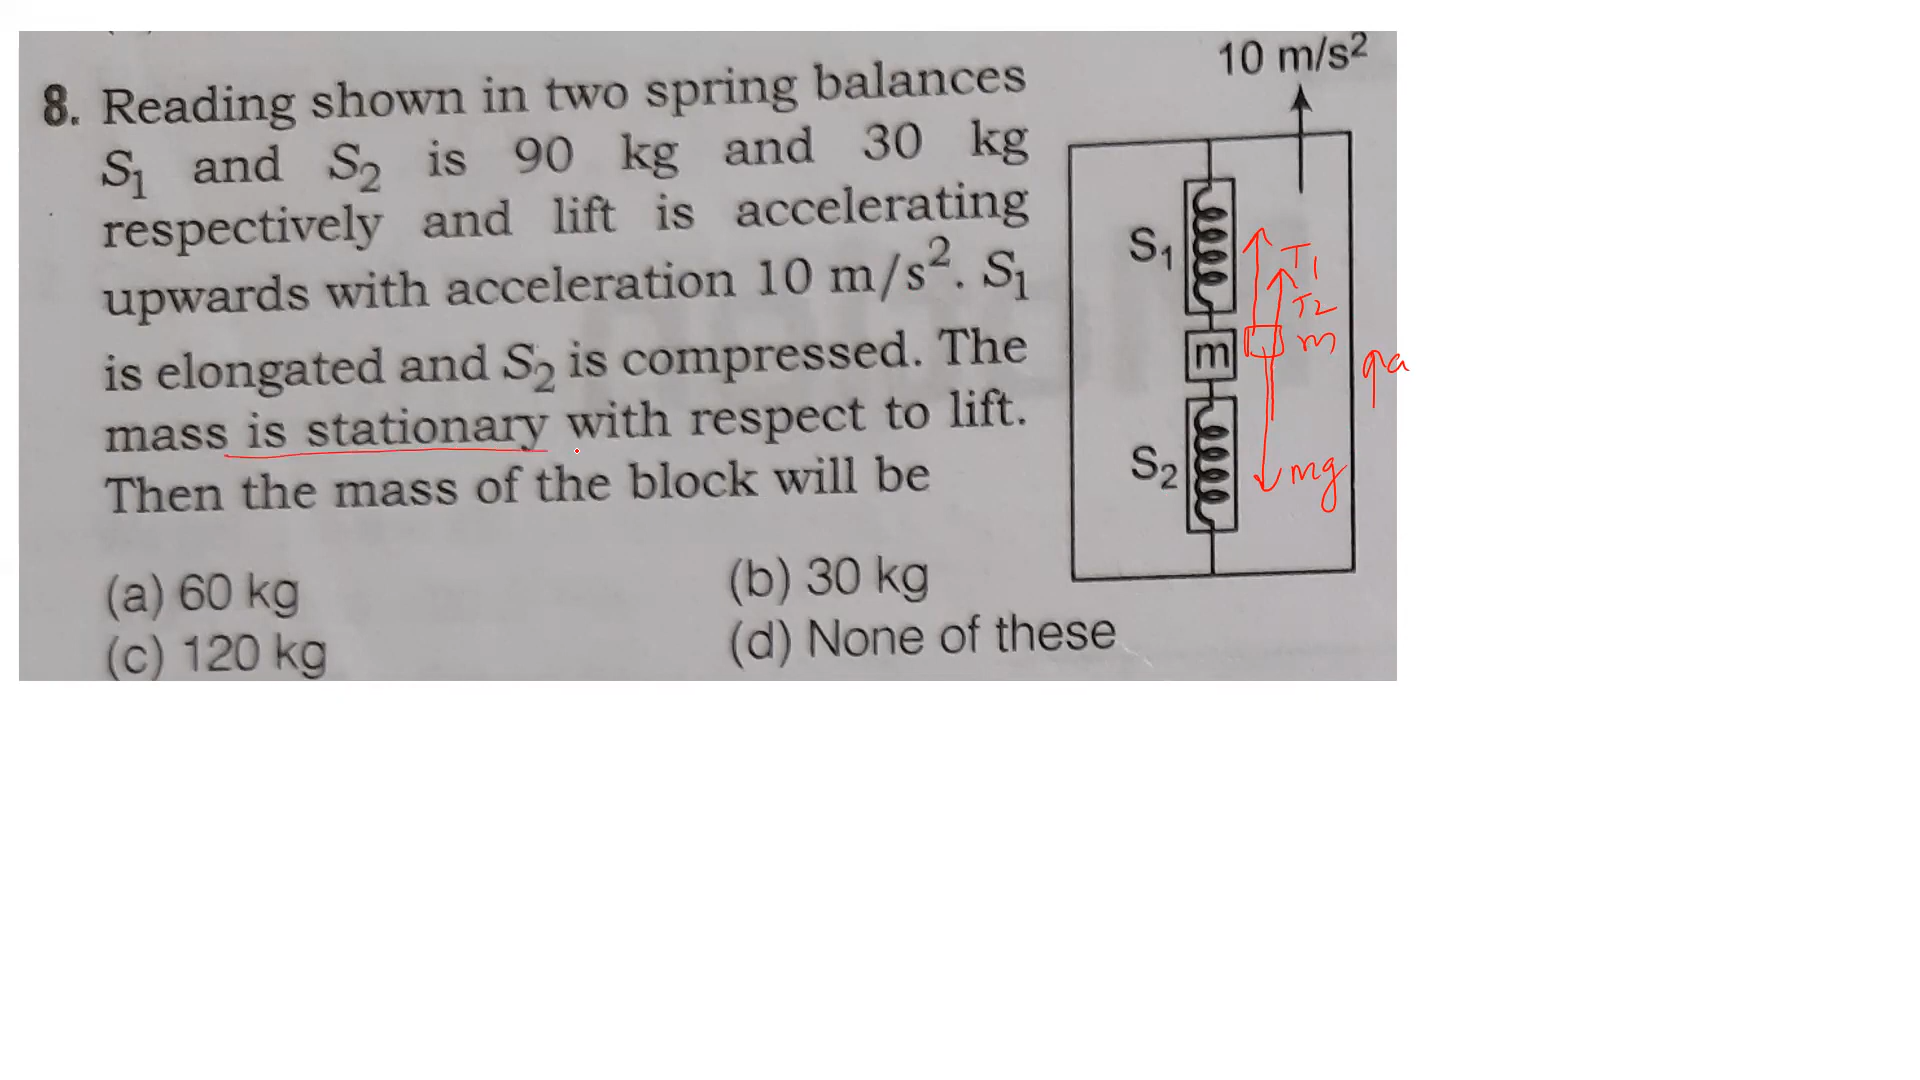 10 m/s²
8. Reading shown in two spring balances
S₁ and S₂ is 90 kg and 30 kg
respectively and lift is accelerating
upwards with acceleration 10 m/s². S₁
is elongated and S₂ is compressed. The
mass is stationary with respect to lift.
Then the mass of the block will be
(a) 60 kg
(b) 30 kg
(c) 120 kg
(d) None of these
S₁
T1
T2
m
m
a
S₂
mg